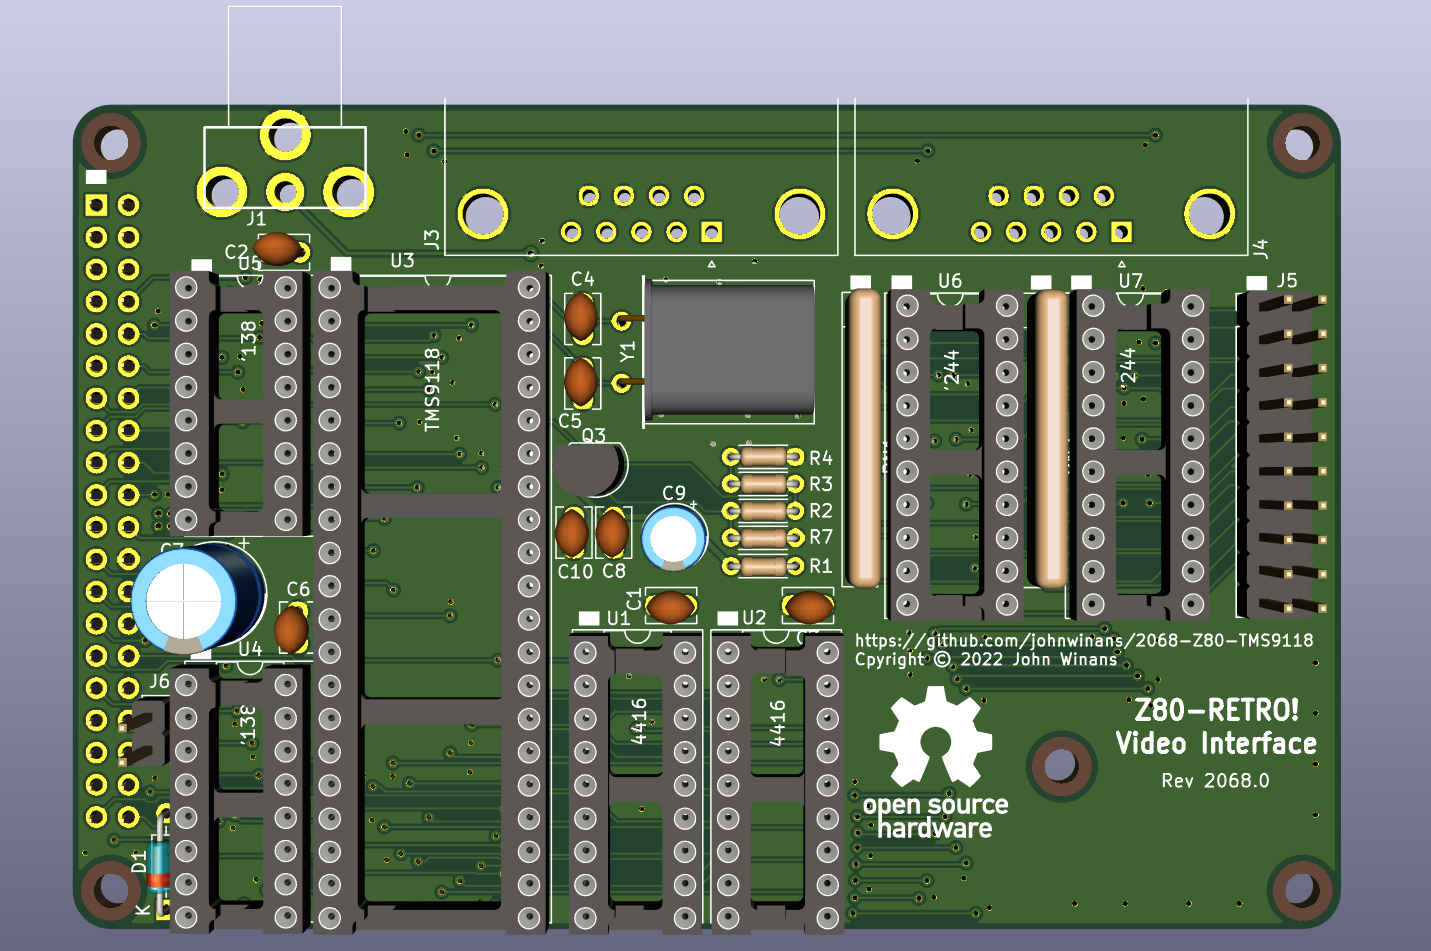 J1
J3
J4
C2
U5
U3
C4
U6
U7
J5
138
TMS9118
Y1
'244
'244
C5
Q3
R4
R3
C9
+
R2
R7
C10
C8
R1
C7
+
C6
C1
U1
U2
U4
https://github.com/johnwinans/2068-Z80-TMS9118
Cpyright © 2022 John Winans
J6
'138
4416
4416
Z80-RETRO!
Video Interface
Rev 2068.0
open source
hardware
D1
K